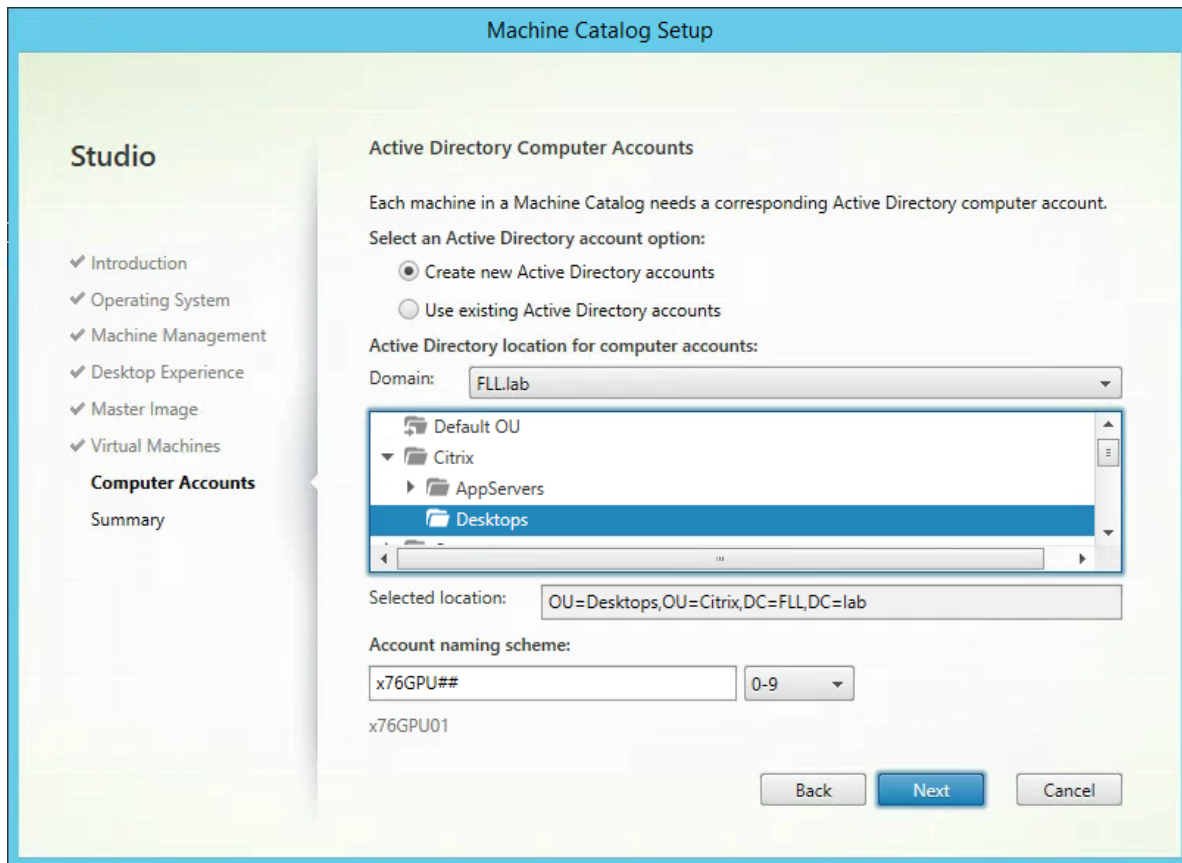 Machine Catalog Setup
Studio
Introduction
Operating System
Machine Management
Desktop Experience
Master Image
Virtual Machines
Computer Accounts
Summary
Active Directory Computer Accounts
Each machine in a Machine Catalog needs a corresponding Active Directory computer account.
Select an Active Directory account option:
Create new Active Directory accounts
Use existing Active Directory accounts
Active Directory location for computer accounts:
Domain: FLL.lab
Default OU
Citrix
AppServers
Desktops
Selected location: OU=Desktops,OU=Citrix,DC=FLL,DC=lab
Account naming scheme:
x76GPU## 0-9
x76GPU01
Back Next Cancel